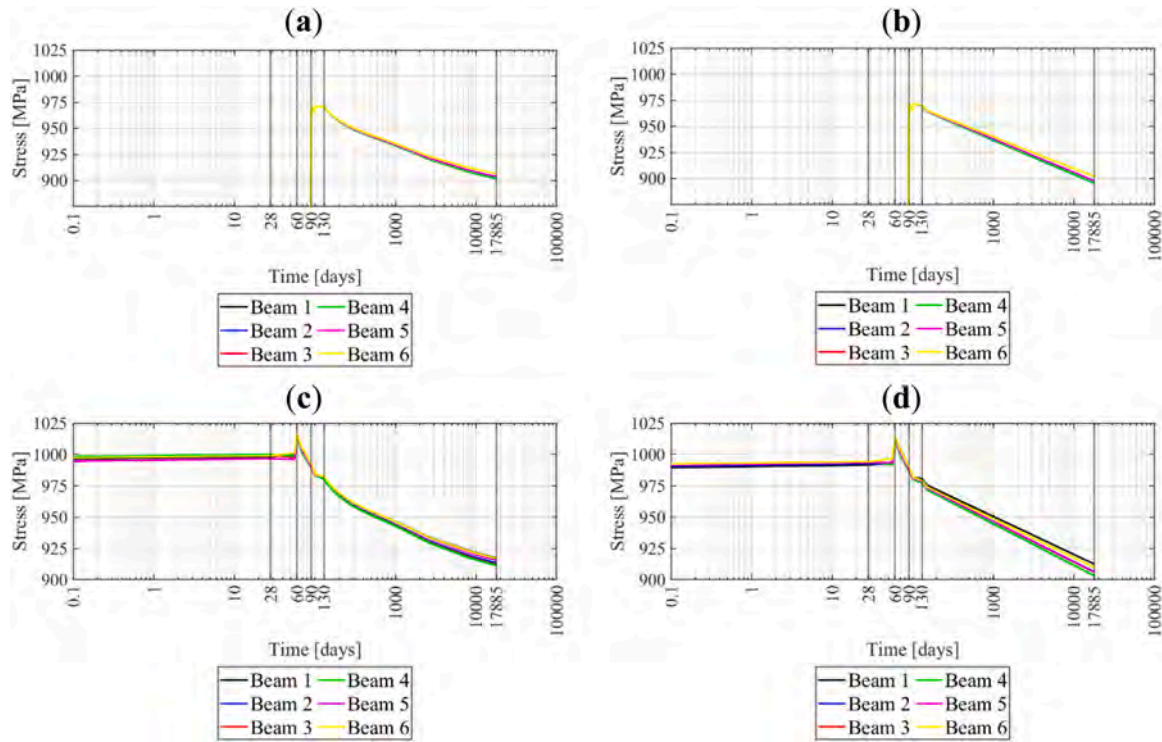 (a)
1025
1000
975
950
925
900
Stress [MPa]
0.1
1
10
28
60
90
130
1000
10000
17885
100000
Time [days]
Beam 1 Beam 4
Beam 2 Beam 5
Beam 3 Beam 6
(b)
1025
1000
975
950
925
900
Stress [MPa]
0.1
1
10
28
60
90
130
1000
10000
17885
100000
Time [days]
Beam 1 Beam 4
Beam 2 Beam 5
Beam 3 Beam 6
(c)
1025
1000
975
950
925
900
Stress [MPa]
0.1
1
10
28
60
90
130
1000
10000
17885
100000
Time [days]
Beam 1 Beam 4
Beam 2 Beam 5
Beam 3 Beam 6
(d)
1025
1000
975
950
925
900
Stress [MPa]
0.1
1
10
28
60
90
130
1000
10000
17885
100000
Time [days]
Beam 1 Beam 4
Beam 2 Beam 5
Beam 3 Beam 6